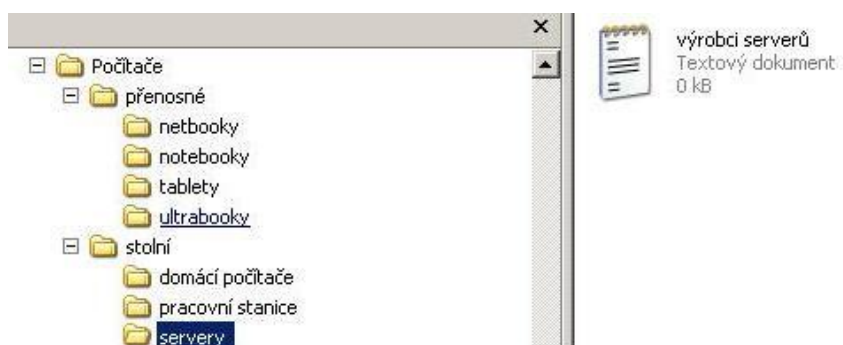 Počítače
přenosné
netbooky
notebooky
tablety
ultrabooky
stolní
domácí počítače
pracovní stanice
servery
výrobci serverů
Textový dokument
0 kB